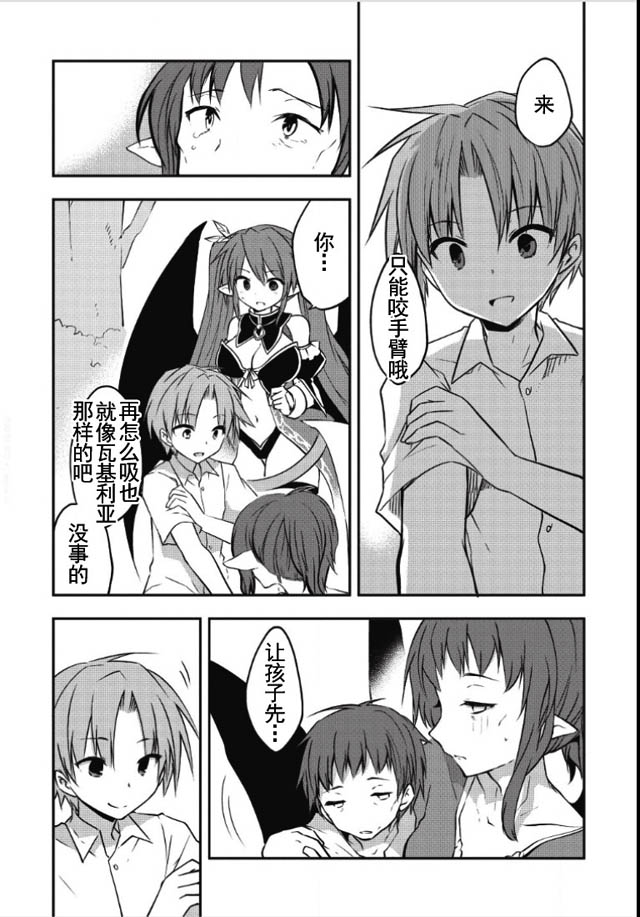 来
只能咬手臂哦
你…
再怎么吸也
就像瓦基利亚
那样的吧
没事的
让孩子先…